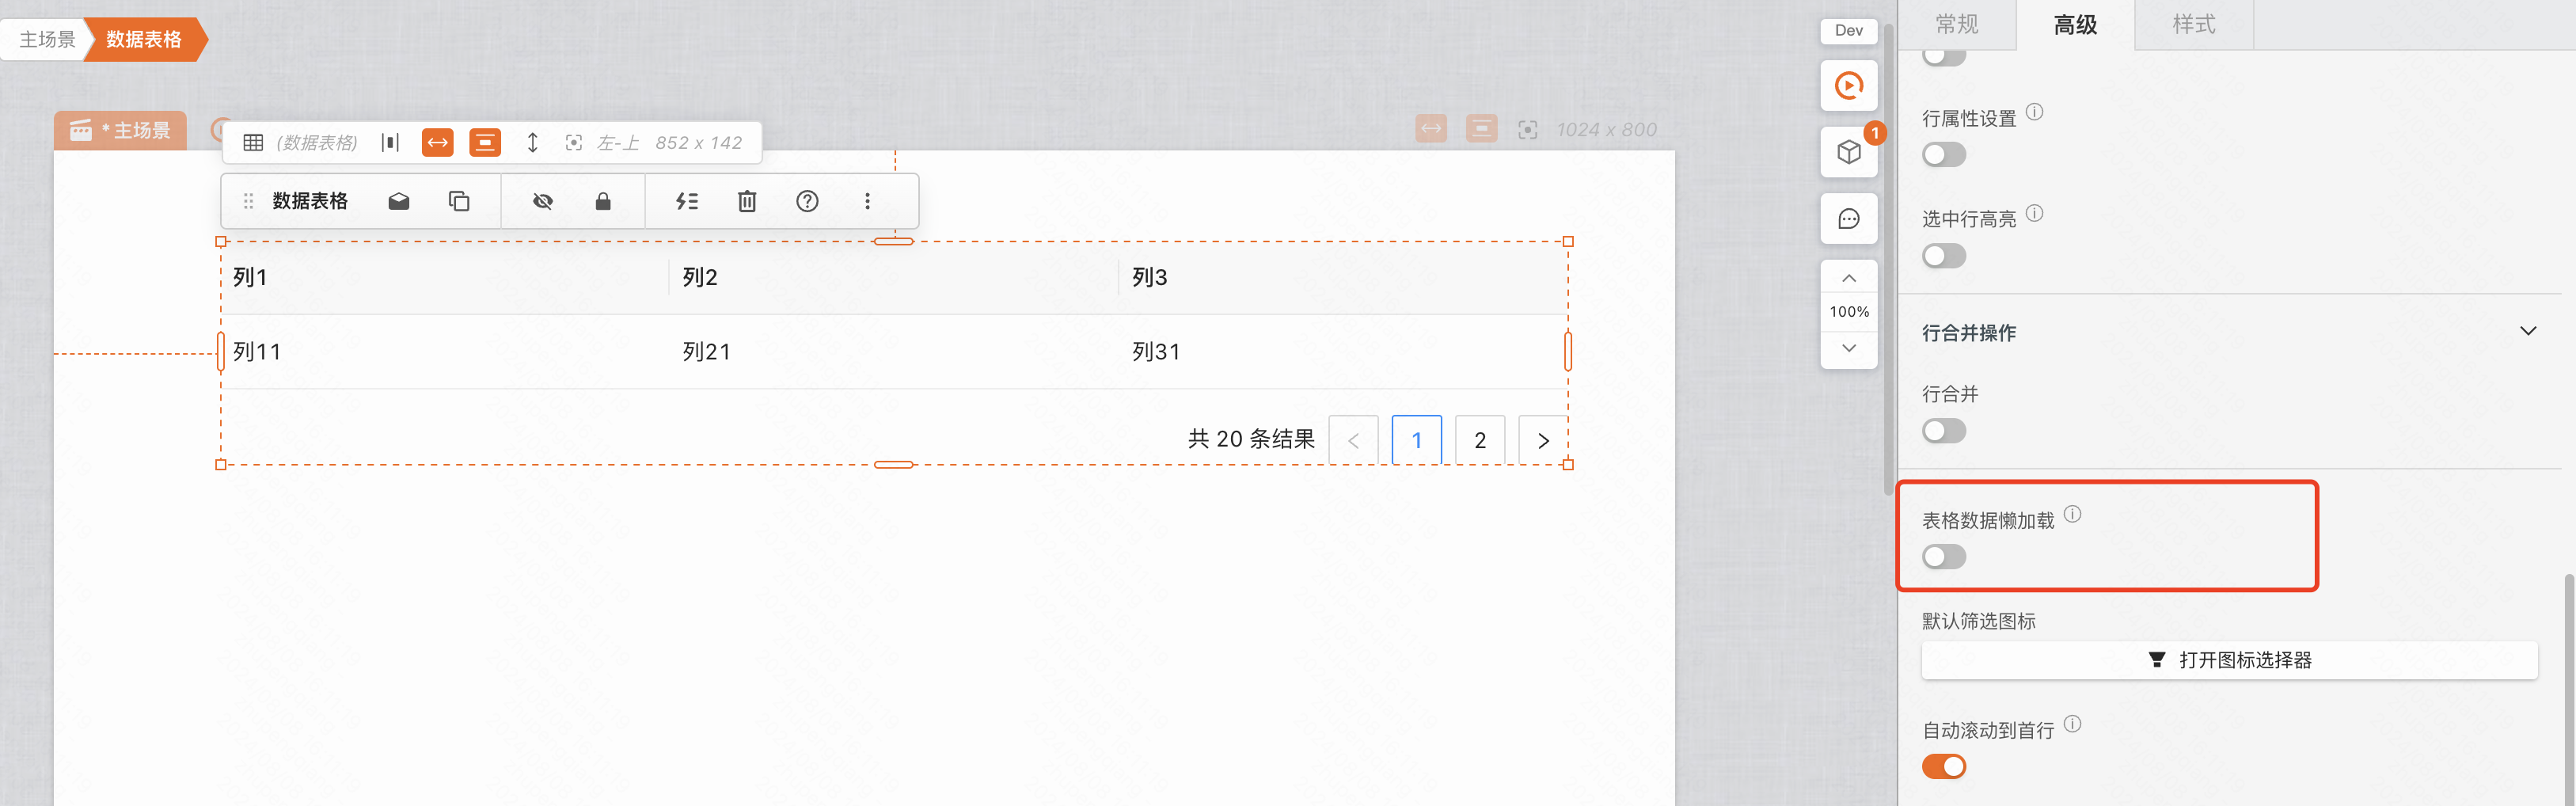 主场景
数据表格
* 主场景
(数据表格)
左-上
852 x 142
1024 x 800
数据表格
列1
列2
列3
列11
列21
列31
共 20 条结果
<
1
2
>
Dev
1
100%
常规
高级
样式
行属性设置
选中行高亮
行合并操作
行合并
表格数据懒加载
默认筛选图标
打开图标选择器
自动滚动到首行